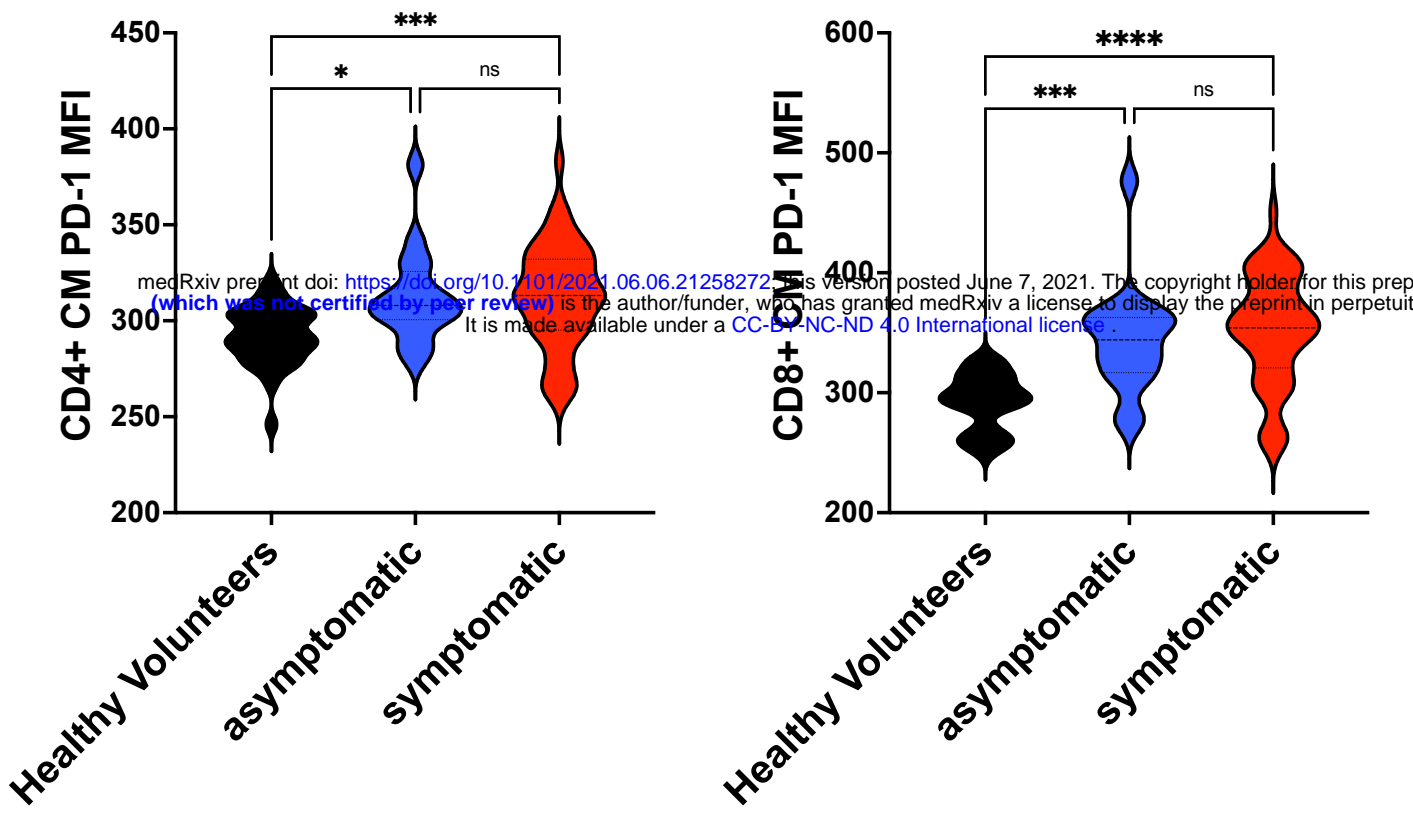 450
400
350
300
250
200
CD4+ CM PD-1 MFI
***
*
ns
Healthy Volunteers
asymptomatic
symptomatic
600
500
400
300
200
CD8+ CM PD-1 MFI
****
***
ns
Healthy Volunteers
asymptomatic
symptomatic
medRxiv preprint doi: https://doi.org/10.1101/2021.06.06.21258272; this version posted June 7, 2021. The copyright holder for this prep
(which was not certified by peer review) is the author/funder, who has granted medRxiv a license to display the preprint in perpetuit
It is made available under a CC-BY-NC-ND 4.0 International license .